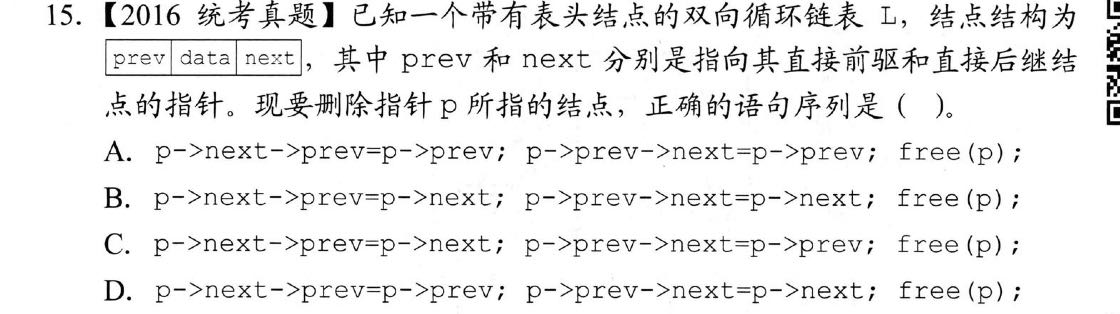 15. 【2016 统考真题】已知一个带有表头结点的双向循环链表 L，结点结构为
prev data next ，其中 prev 和 next 分别是指向其直接前驱和直接后继结
点的指针。现要删除指针 p 所指的结点，正确的语句序列是（ ）。
A. p->next->prev=p->prev; p->prev->next=p->prev; free(p);
B. p->next->prev=p->next; p->prev->next=p->next; free(p);
C. p->next->prev=p->next; p->prev->next=p->prev; free(p);
D. p->next->prev=p->prev; p->prev->next=p->next; free(p);